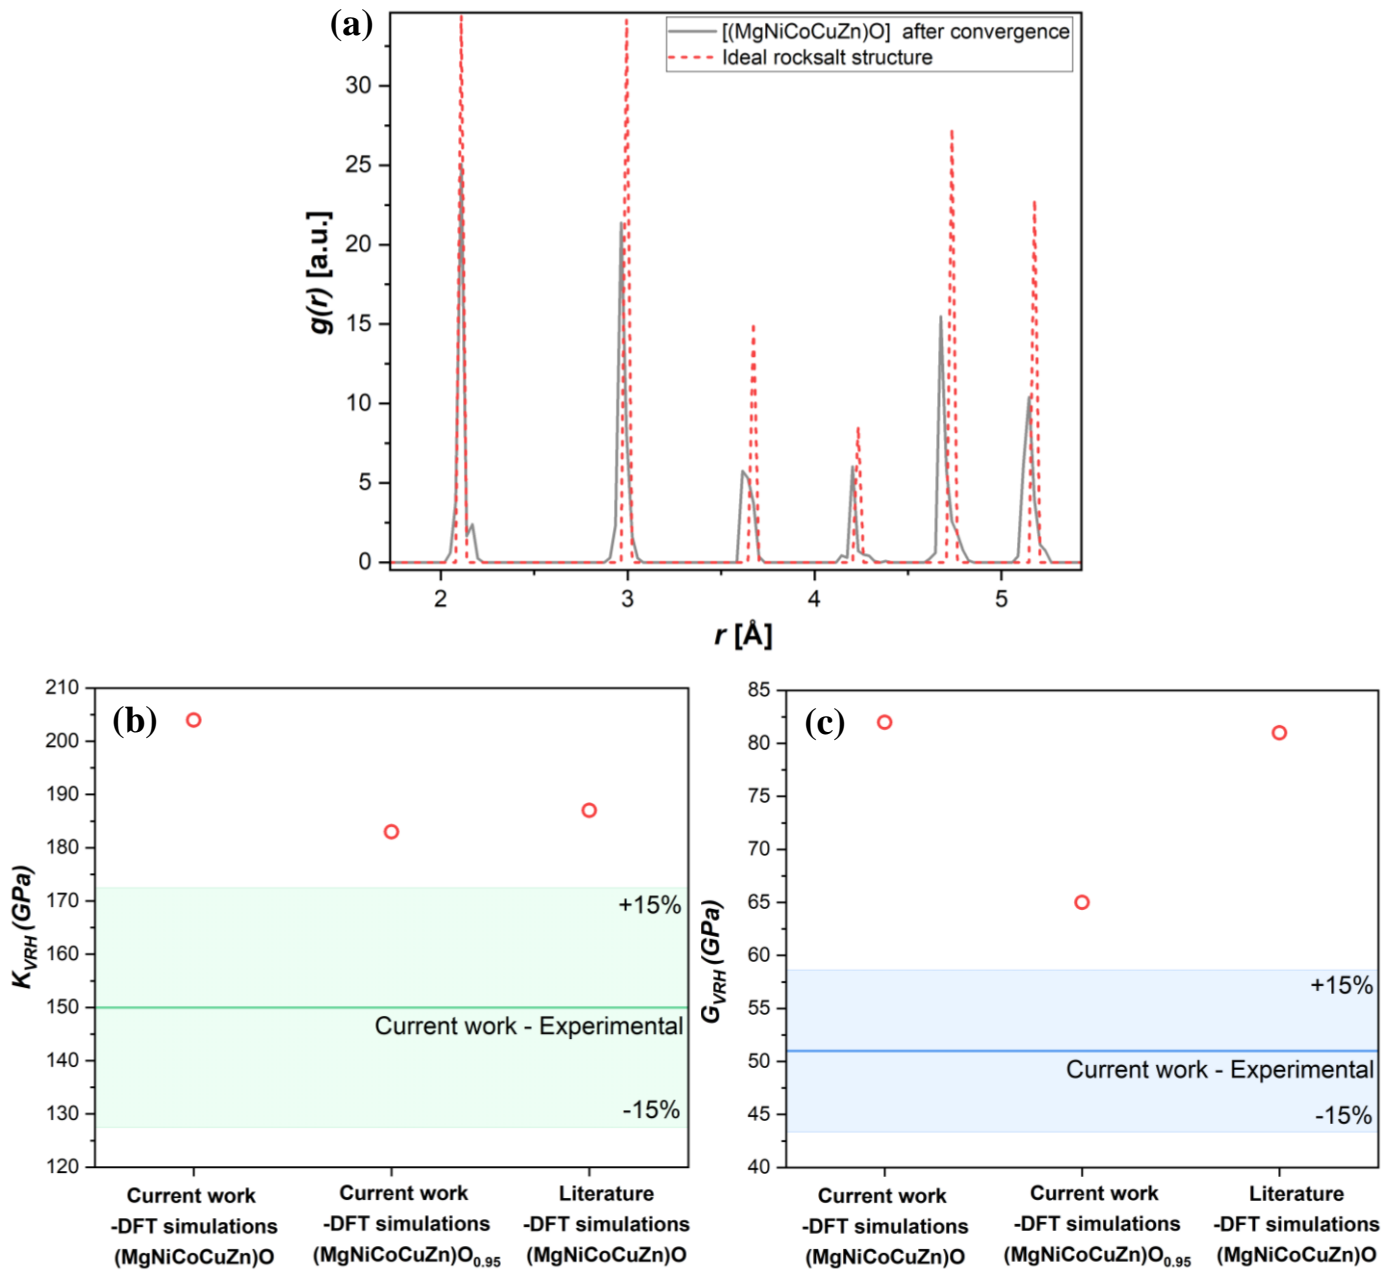 (a)
[(MgNiCoCuZn)O] after convergence
Ideal rocksalt structure
30
25
20
15
10
5
0
g(r) [a.u.]
2
3
4
5
r [Å]
(b)
210
200
190
180
170
160
150
140
130
120
K_VRH (GPa)
+15%
Current work - Experimental
-15%
Current work
-DFT simulations
(MgNiCoCuZn)O
Current work
-DFT simulations
(MgNiCoCuZn)O0.95
Literature
-DFT simulations
(MgNiCoCuZn)O
(c)
85
80
75
70
65
60
55
50
45
40
G_VRH (GPa)
+15%
Current work - Experimental
-15%
Current work
-DFT simulations
(MgNiCoCuZn)O
Current work
-DFT simulations
(MgNiCoCuZn)O0.95
Literature
-DFT simulations
(MgNiCoCuZn)O